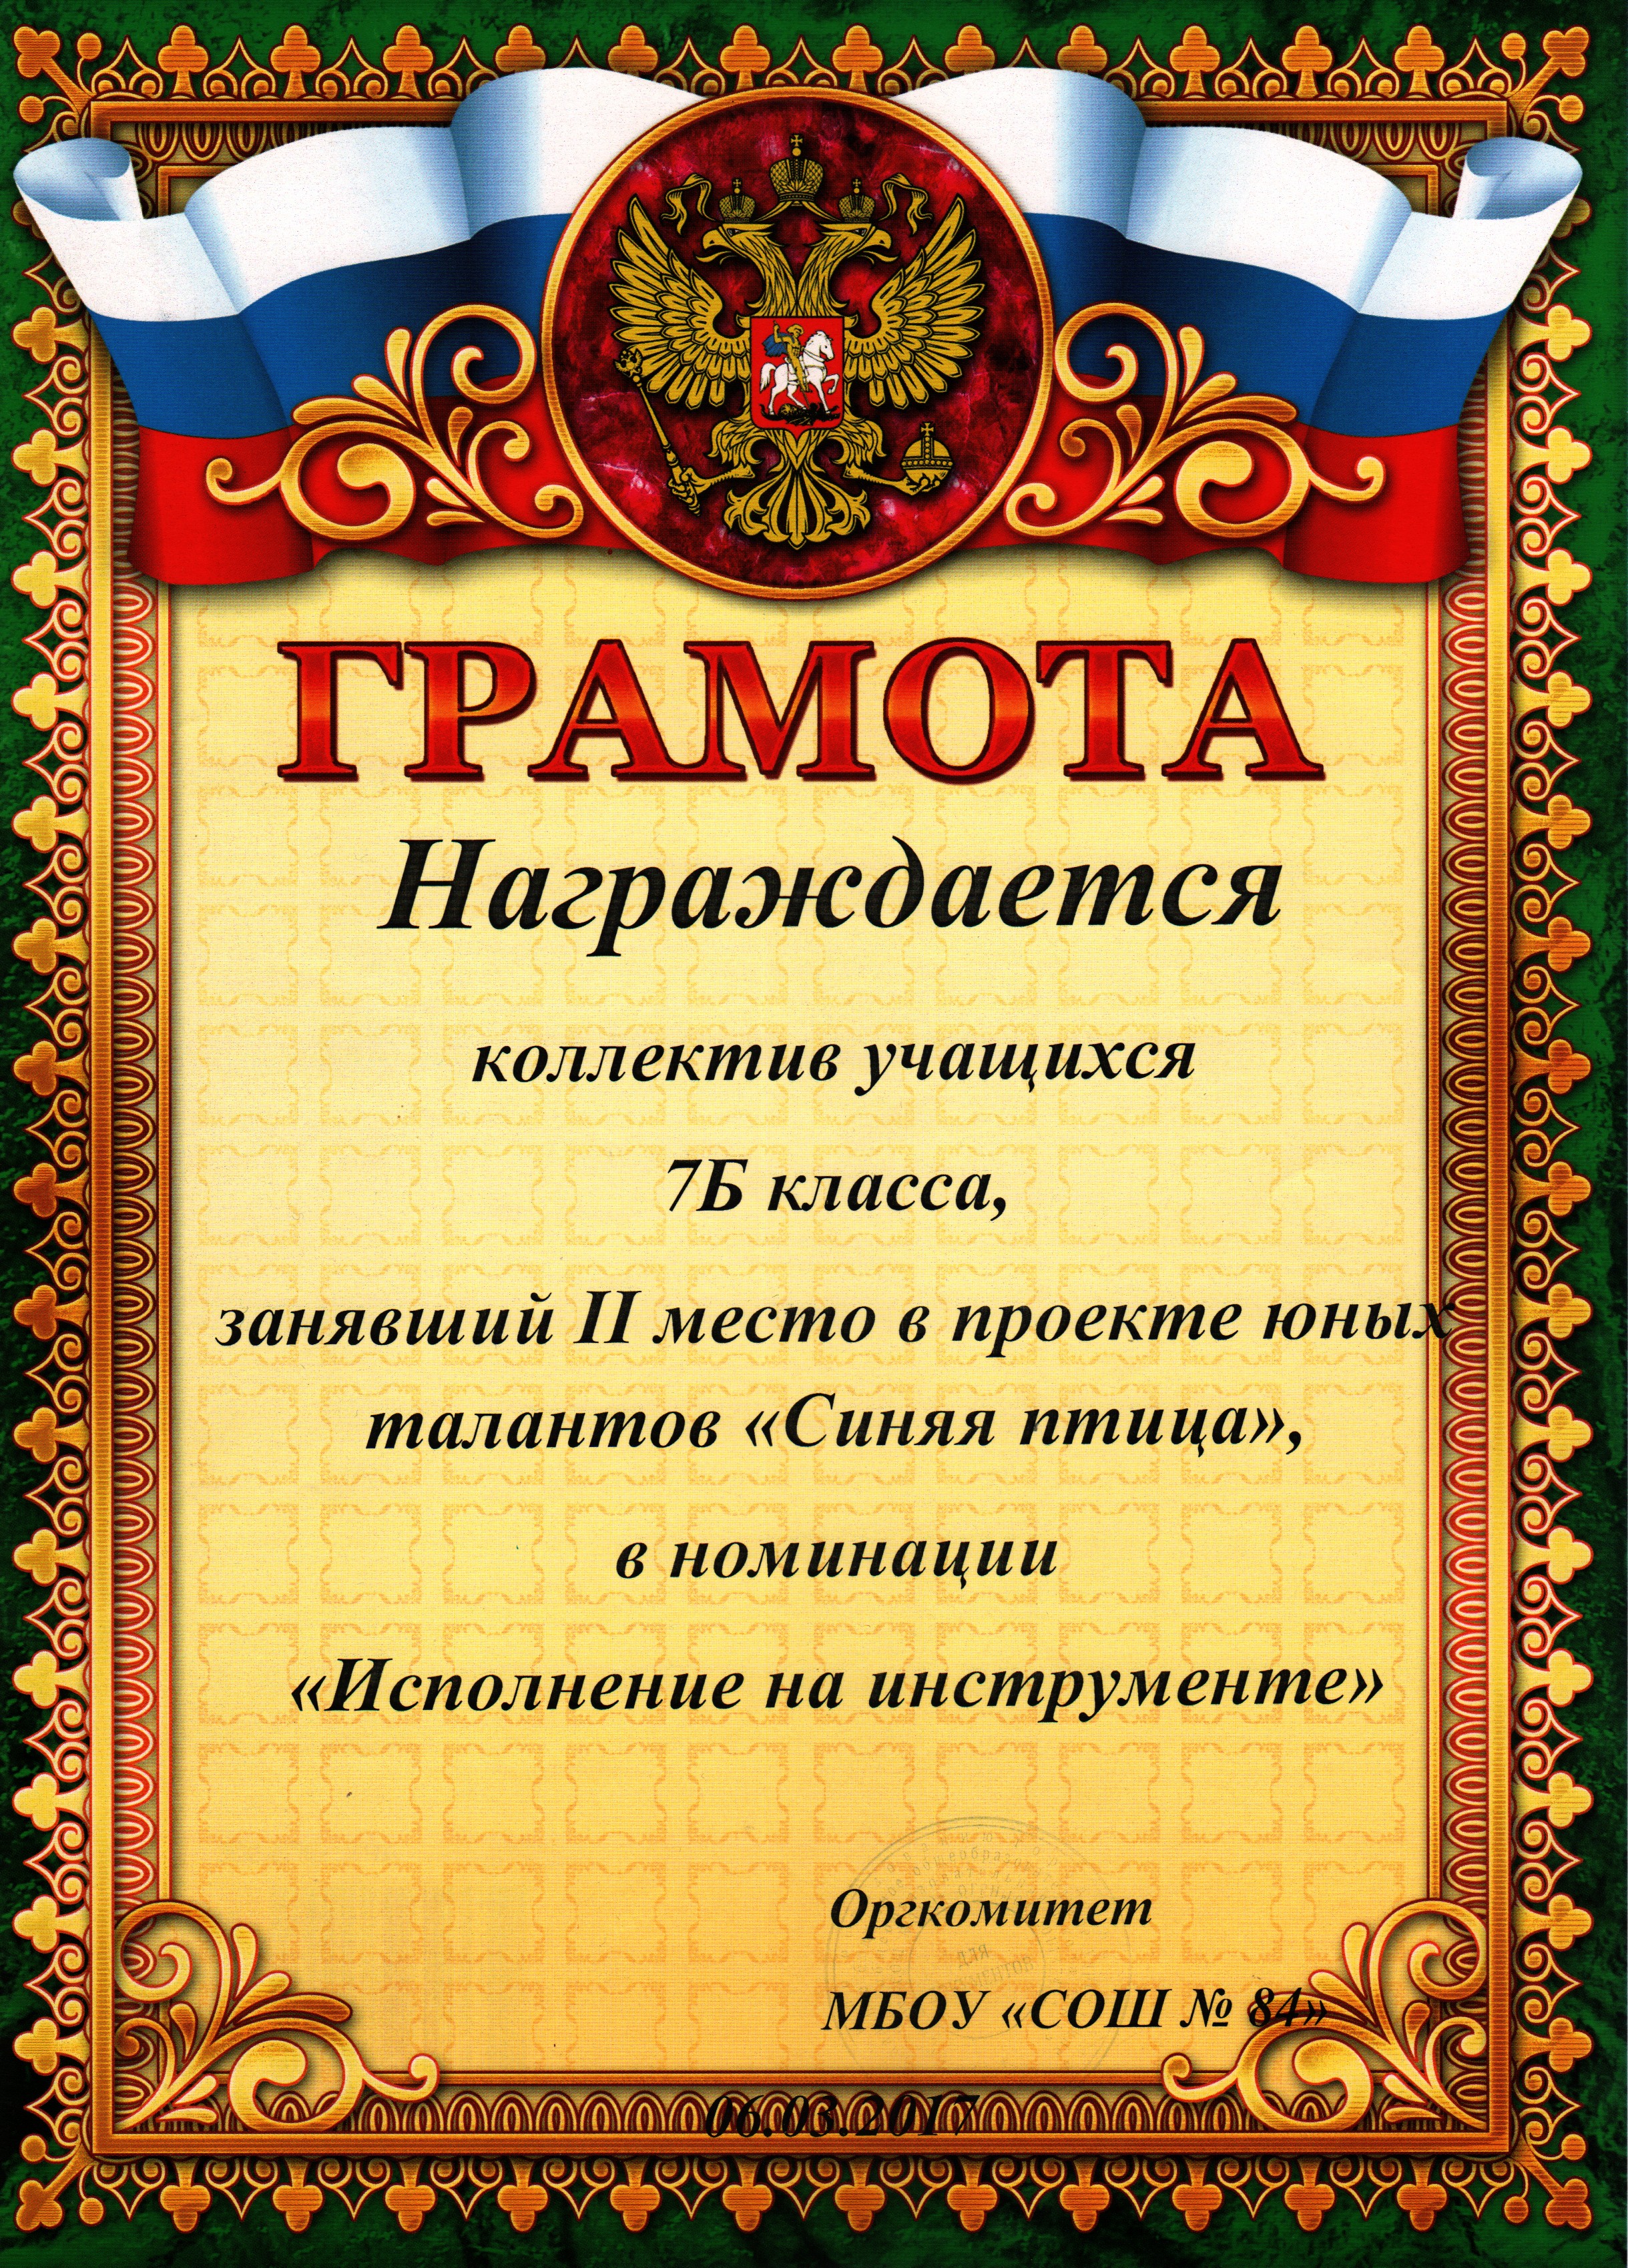 ГРАМОТА
Награждается
коллектив учащихся
7Б класса,
занявший II место в проекте юных
талантов «Синяя птица»,
в номинации
«Исполнение на инструменте»
Оргкомитет
для
МБОУ «СОШ № 84»
06.03.2017